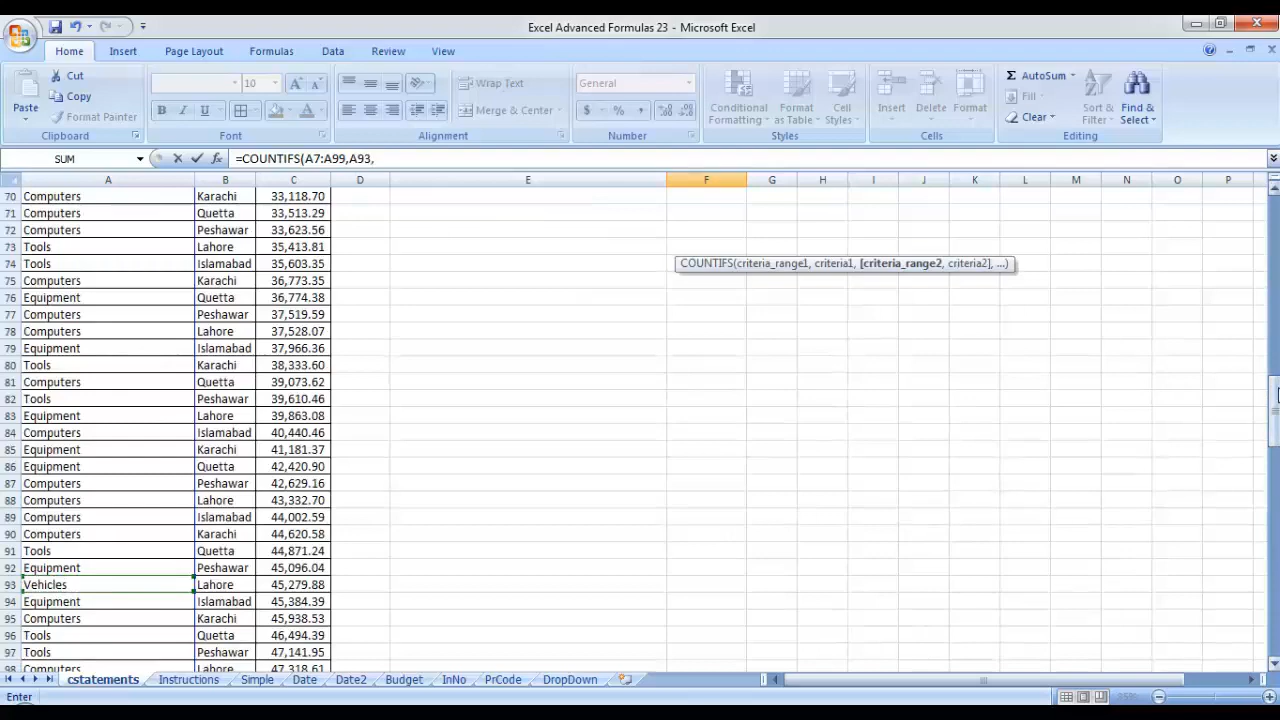 Excel Advanced Formulas 23 - Microsoft Excel
Home Insert Page Layout Formulas Data Review View
Paste Cut Copy Format Painter Clipboard
10 B I U Font
Wrap Text Merge & Center Alignment
General $ % , Number
Conditional Formatting Format as Table Cell Styles Styles
Insert Delete Format Cells
Σ AutoSum Fill Clear Sort & Filter Find & Select Editing
SUM fx =COUNTIFS(A7:A99,A93,
A B C D E F G H I J K L M N O P
70 Computers Karachi 33,118.70
71 Computers Quetta 33,513.29
72 Computers Peshawar 33,623.56
73 Tools Lahore 35,413.81
74 Tools Islamabad 35,603.35
COUNTIFS(criteria_range1, criteria1, [criteria_range2, criteria2], ...)
75 Computers Karachi 36,773.35
76 Equipment Quetta 36,774.38
77 Computers Peshawar 37,519.59
78 Computers Lahore 37,528.07
79 Equipment Islamabad 37,966.36
80 Tools Karachi 38,333.60
81 Computers Quetta 39,073.62
82 Tools Peshawar 39,610.46
83 Equipment Lahore 39,863.08
84 Computers Islamabad 40,440.46
85 Equipment Karachi 41,181.37
86 Equipment Quetta 42,420.90
87 Computers Peshawar 42,629.16
88 Computers Lahore 43,332.70
89 Computers Islamabad 44,002.59
90 Computers Karachi 44,620.58
91 Tools Quetta 44,871.24
92 Equipment Peshawar 45,096.04
93 Vehicles Lahore 45,279.88
94 Equipment Islamabad 45,384.39
95 Computers Karachi 45,938.53
96 Tools Quetta 46,494.39
97 Tools Peshawar 47,141.95
98 Computers Lahore 47,318.61
cstatements Instructions Simple Date Date2 Budget InNo PrCode DropDown
Enter